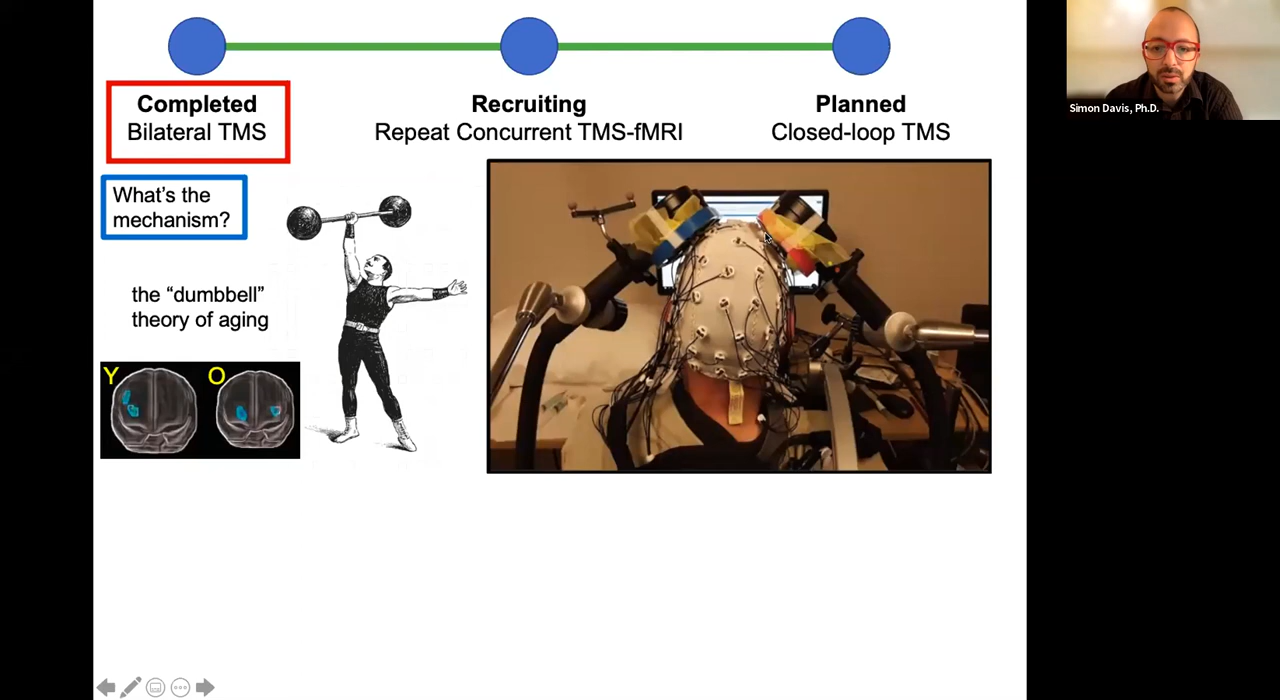 Completed
Bilateral TMS
Recruiting
Repeat Concurrent TMS-fMRI
Planned
Closed-loop TMS
What's the
mechanism?
the “dumbbell”
theory of aging
Y
O
Simon Davis, Ph.D.